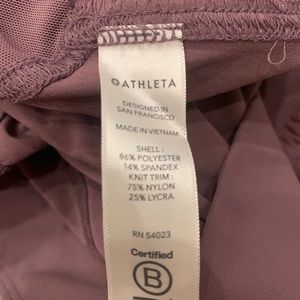 ATHLETA
DESIGNED IN
SAN FRANCISCO
MADE IN VIETNAM
SHELL :
86% POLYESTER
14% SPANDEX
KNIT TRIM :
75% NYLON
25% LYCRA
RN 54023
Certified
B